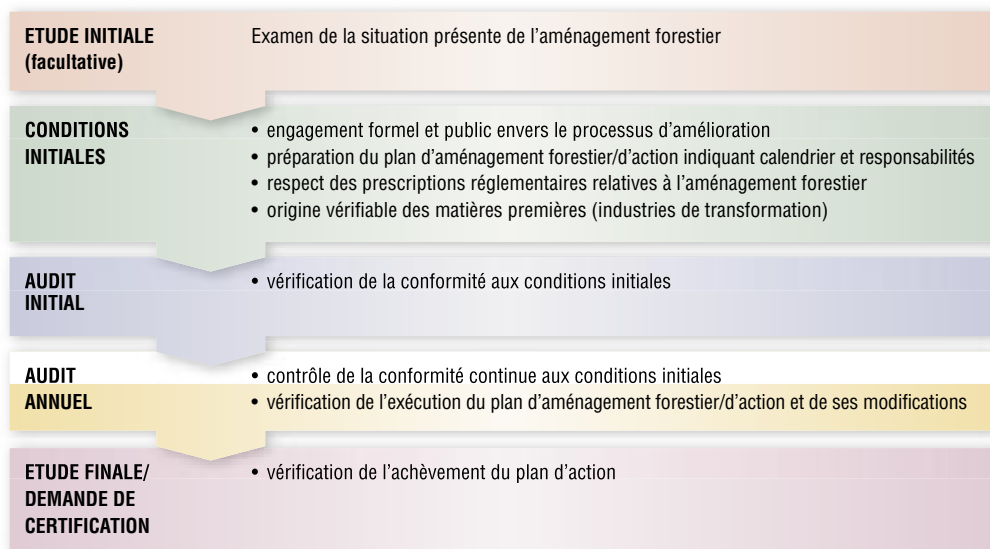 ETUDE INITIALE
(facultative)
Examen de la situation présente de l’aménagement forestier
CONDITIONS
INITIALES
• engagement formel et public envers le processus d’amélioration
• préparation du plan d’aménagement forestier/d’action indiquant calendrier et responsabilités
• respect des prescriptions réglementaires relatives à l’aménagement forestier
• origine vérifiable des matières premières (industries de transformation)
AUDIT
INITIAL
• vérification de la conformité aux conditions initiales
AUDIT
ANNUEL
• contrôle de la conformité continue aux conditions initiales
• vérification de l’exécution du plan d’aménagement forestier/d’action et de ses modifications
ETUDE FINALE/
DEMANDE DE
CERTIFICATION
• vérification de l’achèvement du plan d’action